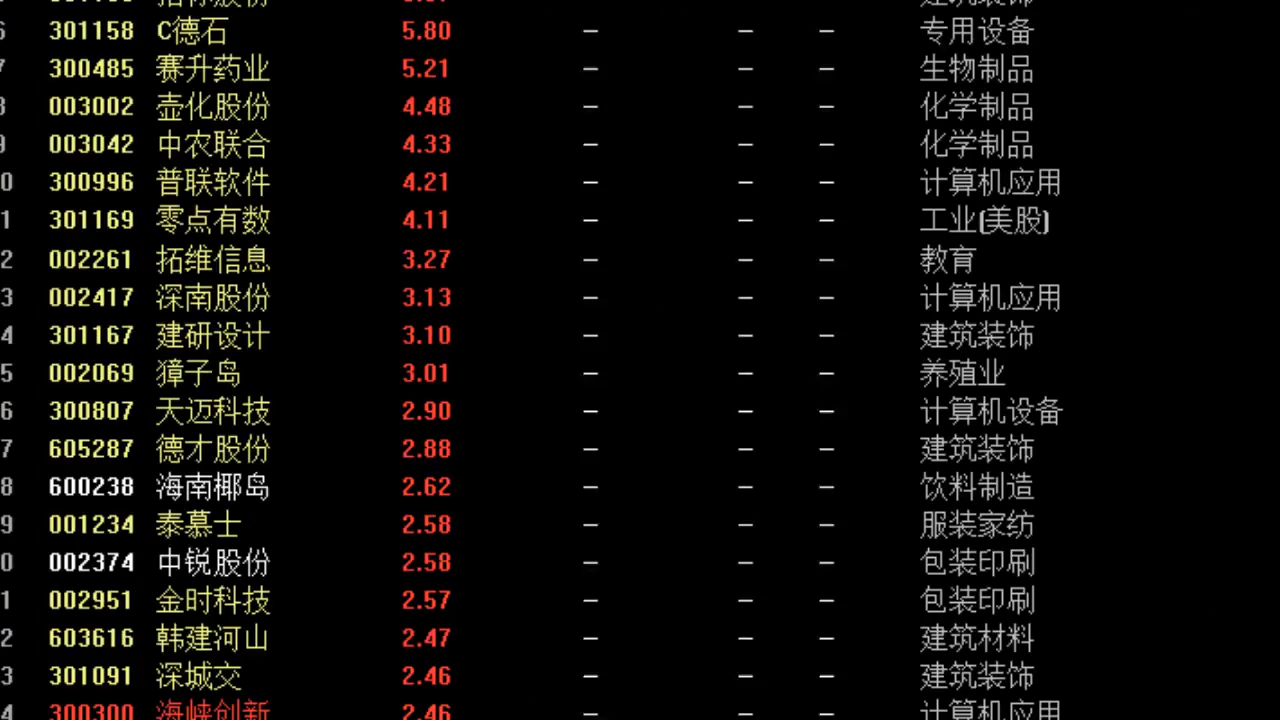 6 301158 C德石 5.80 — — — 专用设备
7 300485 赛升药业 5.21 — — — 生物制品
8 003002 壶化股份 4.48 — — — 化学制品
9 003042 中农联合 4.33 — — — 化学制品
0 300996 普联软件 4.21 — — — 计算机应用
1 301169 零点有数 4.11 — — — 工业(美股)
2 002261 拓维信息 3.27 — — — 教育
3 002417 深南股份 3.13 — — — 计算机应用
4 301167 建研设计 3.10 — — — 建筑装饰
5 002069 獐子岛 3.01 — — — 养殖业
6 300807 天迈科技 2.90 — — — 计算机设备
7 605287 德才股份 2.88 — — — 建筑装饰
8 600238 海南椰岛 2.62 — — — 饮料制造
9 001234 泰慕士 2.58 — — — 服装家纺
0 002374 中锐股份 2.58 — — — 包装印刷
1 002951 金时科技 2.57 — — — 包装印刷
2 603616 韩建河山 2.47 — — — 建筑材料
3 301091 深城交 2.46 — — — 建筑装饰
4 300300 海峡创新 2.46 — — — 计算机应用